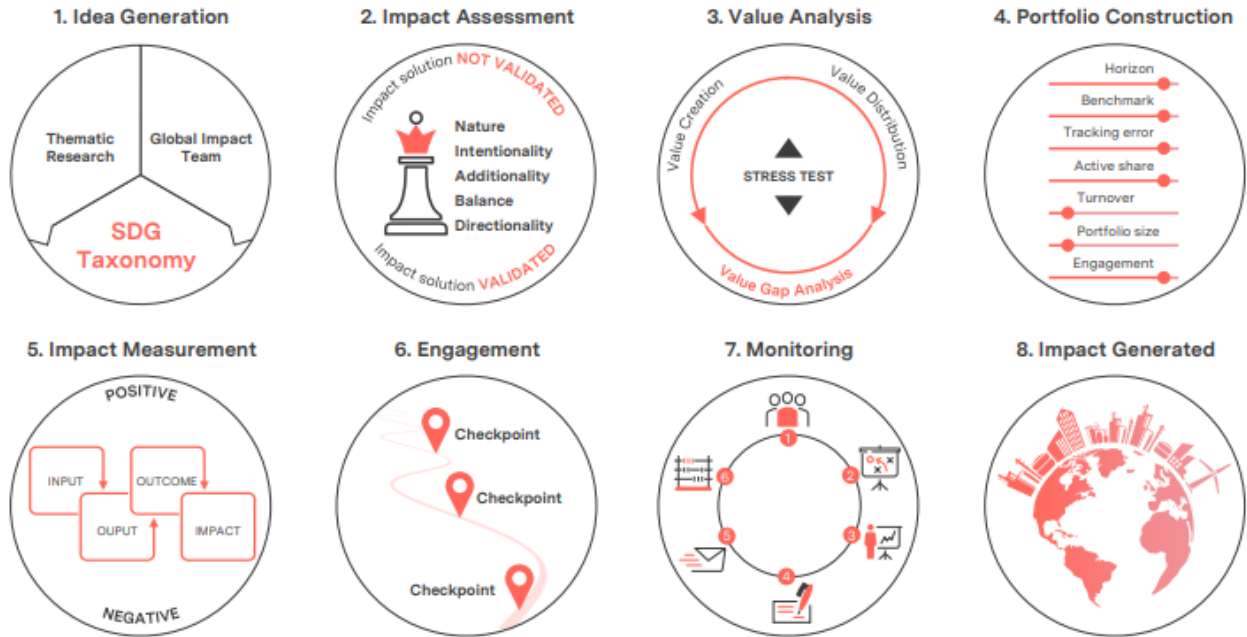 1. Idea Generation
Thematic
Research
Global Impact
Team
SDG
Taxonomy
2. Impact Assessment
Impact solution NOT VALIDATED
Nature
Intentionality
Additionality
Balance
Directionality
Impact solution VALIDATED
3. Value Analysis
Value Creation
Value Distribution
STRESS TEST
Value Gap Analysis
4. Portfolio Construction
Horizon
Benchmark
Tracking error
Active share
Turnover
Portfolio size
Engagement
5. Impact Measurement
POSITIVE
INPUT
OUTCOME
OUPUT
IMPACT
NEGATIVE
6. Engagement
Checkpoint
Checkpoint
Checkpoint
7. Monitoring
1
2
3
4
5
6
8. Impact Generated